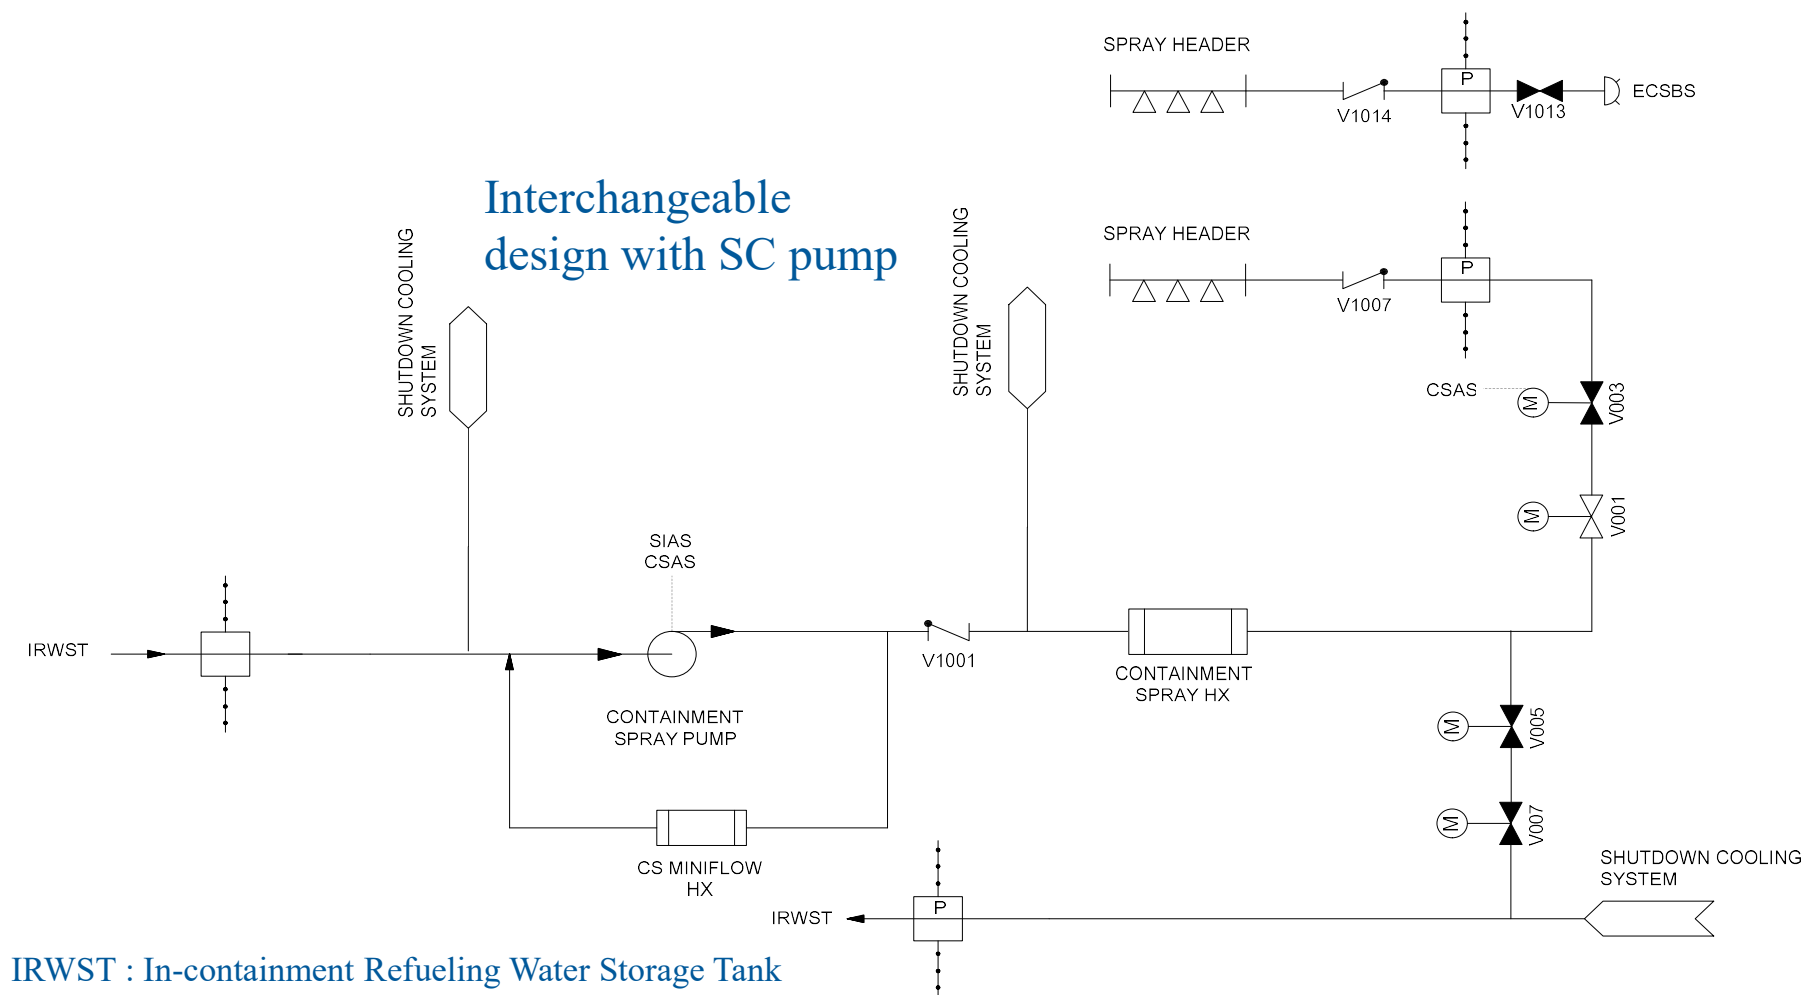 SPRAY HEADER
P
ECSBS
V1014
V1013
Interchangeable
design with SC pump
SHUTDOWN COOLING
SYSTEM
SHUTDOWN COOLING
SYSTEM
SPRAY HEADER
P
V1007
CSAS
M
V003
M
V001
SIAS
CSAS
IRWST
V1001
CONTAINMENT
SPRAY HX
CONTAINMENT
SPRAY PUMP
M
V005
M
V007
CS MINIFLOW
HX
SHUTDOWN COOLING
SYSTEM
P
IRWST
IRWST : In-containment Refueling Water Storage Tank